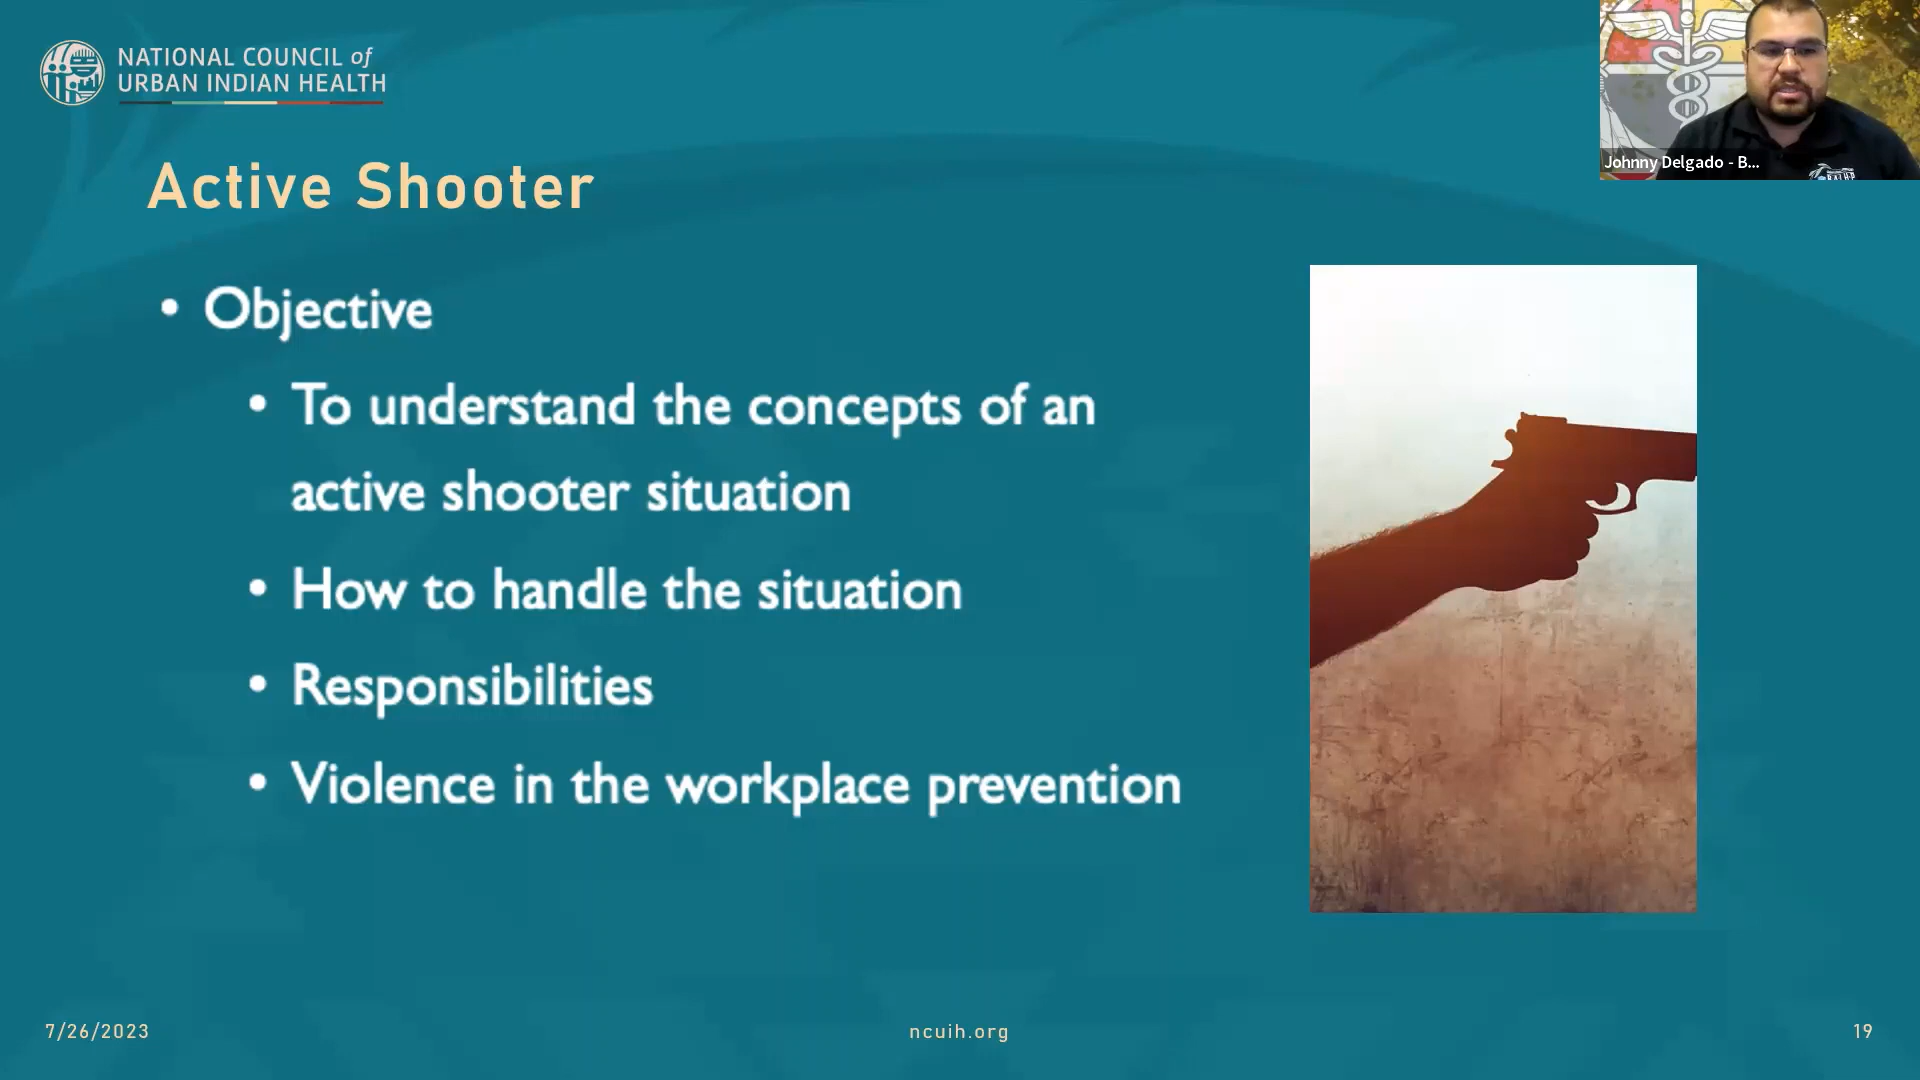 NATIONAL COUNCIL of
URBAN INDIAN HEALTH
Johnny Delgado - B...
Active Shooter
• Objective
• To understand the concepts of an
active shooter situation
• How to handle the situation
• Responsibilities
• Violence in the workplace prevention
7/26/2023
ncuih.org
19